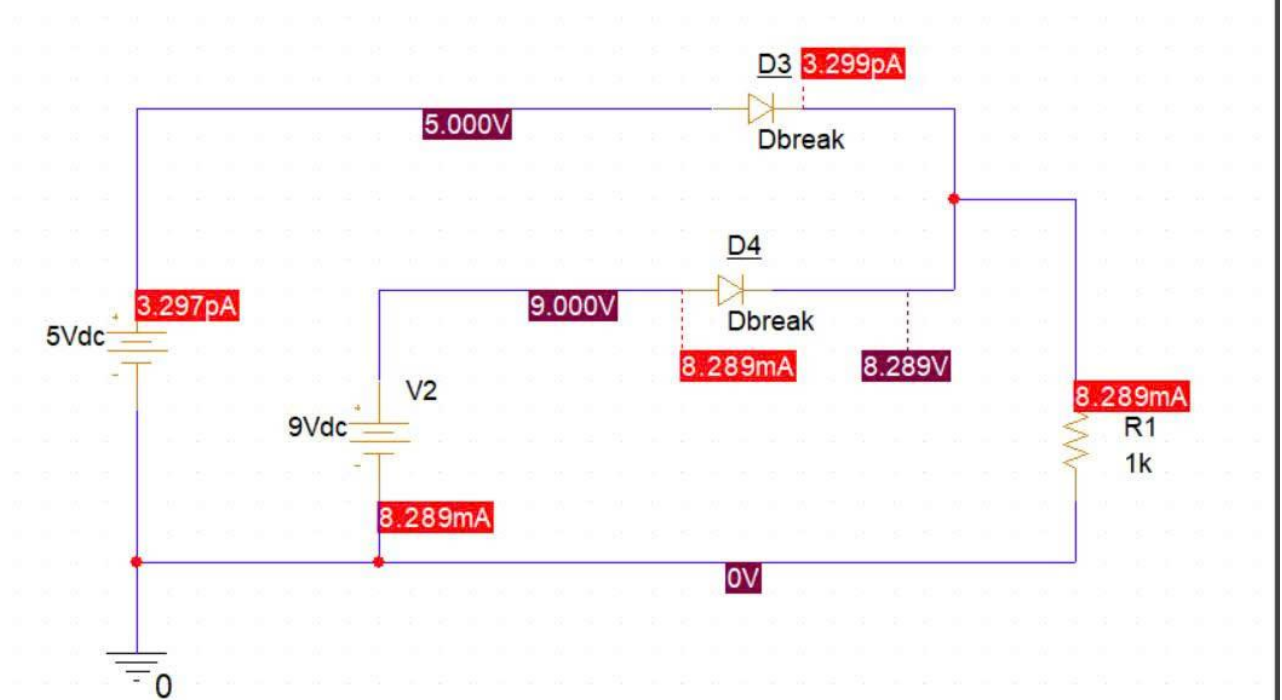 D3 3.299pA
5.000V
Dbreak
D4
3.297pA
9.000V
5Vdc
Dbreak
8.289mA
8.289V
V2
8.289mA
9Vdc
R1
1k
8.289mA
0V
0